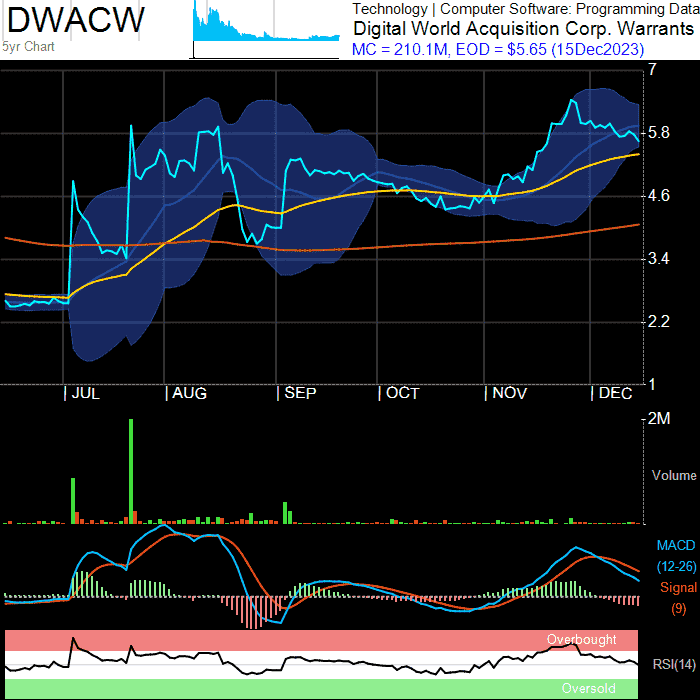 DWACW
5yr Chart
Technology | Computer Software: Programming Data
Digital World Acquisition Corp. Warrants
MC = 210.1M, EOD = $5.65 (15Dec2023)
7
5.8
4.6
3.4
2.2
1
| JUL | AUG | SEP | OCT | NOV | DEC
2M
Volume
MACD
(12-26)
Signal
(9)
Overbought
RSI(14)
Oversold